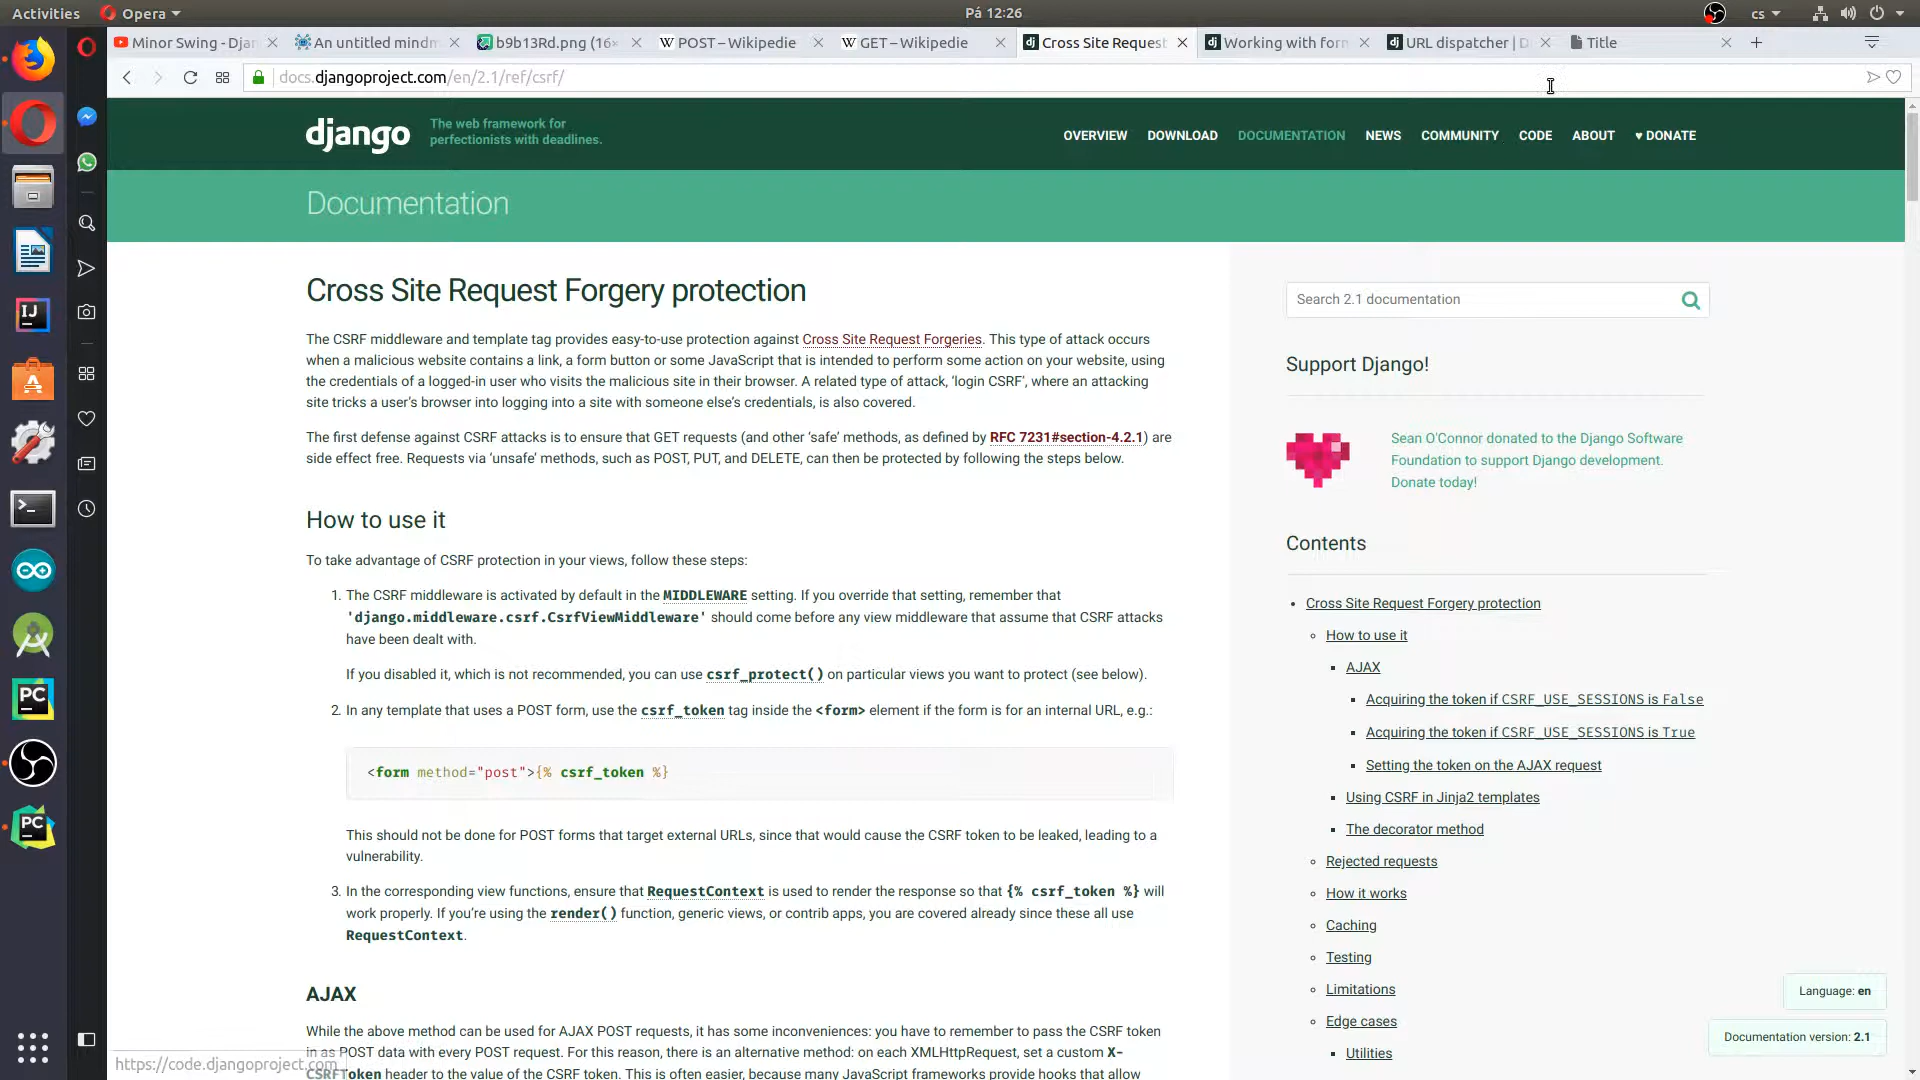 Activities Opera Pá 12:26 cs
Minor Swing - Djan An untitled mindm b9b13Rd.png (16× POST – Wikipedie GET – Wikipedie Cross Site Request Working with form URL dispatcher | D Title
docs.djangoproject.com/en/2.1/ref/csrf/
django The web framework for
perfectionists with deadlines.
OVERVIEW DOWNLOAD DOCUMENTATION NEWS COMMUNITY CODE ABOUT ♥ DONATE
Documentation
Cross Site Request Forgery protection
The CSRF middleware and template tag provides easy-to-use protection against Cross Site Request Forgeries. This type of attack occurs
when a malicious website contains a link, a form button or some JavaScript that is intended to perform some action on your website, using
the credentials of a logged-in user who visits the malicious site in their browser. A related type of attack, ‘login CSRF’, where an attacking
site tricks a user’s browser into logging into a site with someone else’s credentials, is also covered.
The first defense against CSRF attacks is to ensure that GET requests (and other ‘safe’ methods, as defined by RFC 7231#section-4.2.1) are
side effect free. Requests via ‘unsafe’ methods, such as POST, PUT, and DELETE, can then be protected by following the steps below.
How to use it
To take advantage of CSRF protection in your views, follow these steps:
1. The CSRF middleware is activated by default in the MIDDLEWARE setting. If you override that setting, remember that
'django.middleware.csrf.CsrfViewMiddleware' should come before any view middleware that assume that CSRF attacks
have been dealt with.
If you disabled it, which is not recommended, you can use csrf_protect() on particular views you want to protect (see below).
2. In any template that uses a POST form, use the csrf_token tag inside the <form> element if the form is for an internal URL, e.g.:
<form method="post">{% csrf_token %}
This should not be done for POST forms that target external URLs, since that would cause the CSRF token to be leaked, leading to a
vulnerability.
3. In the corresponding view functions, ensure that RequestContext is used to render the response so that {% csrf_token %} will
work properly. If you’re using the render() function, generic views, or contrib apps, you are covered already since these all use
RequestContext.
AJAX
While the above method can be used for AJAX POST requests, it has some inconveniences: you have to remember to pass the CSRF token
in as POST data with every POST request. For this reason, there is an alternative method: on each XMLHttpRequest, set a custom X-
CSRFToken header to the value of the CSRF token. This is often easier, because many JavaScript frameworks provide hooks that allow
https://code.djangoproject.com
Search 2.1 documentation
Support Django!
Sean O'Connor donated to the Django Software
Foundation to support Django development.
Donate today!
Contents
Cross Site Request Forgery protection
How to use it
AJAX
Acquiring the token if CSRF_USE_SESSIONS is False
Acquiring the token if CSRF_USE_SESSIONS is True
Setting the token on the AJAX request
Using CSRF in Jinja2 templates
The decorator method
Rejected requests
How it works
Caching
Testing
Limitations
Edge cases
Utilities
Language: en
Documentation version: 2.1
IJ
PC
PC